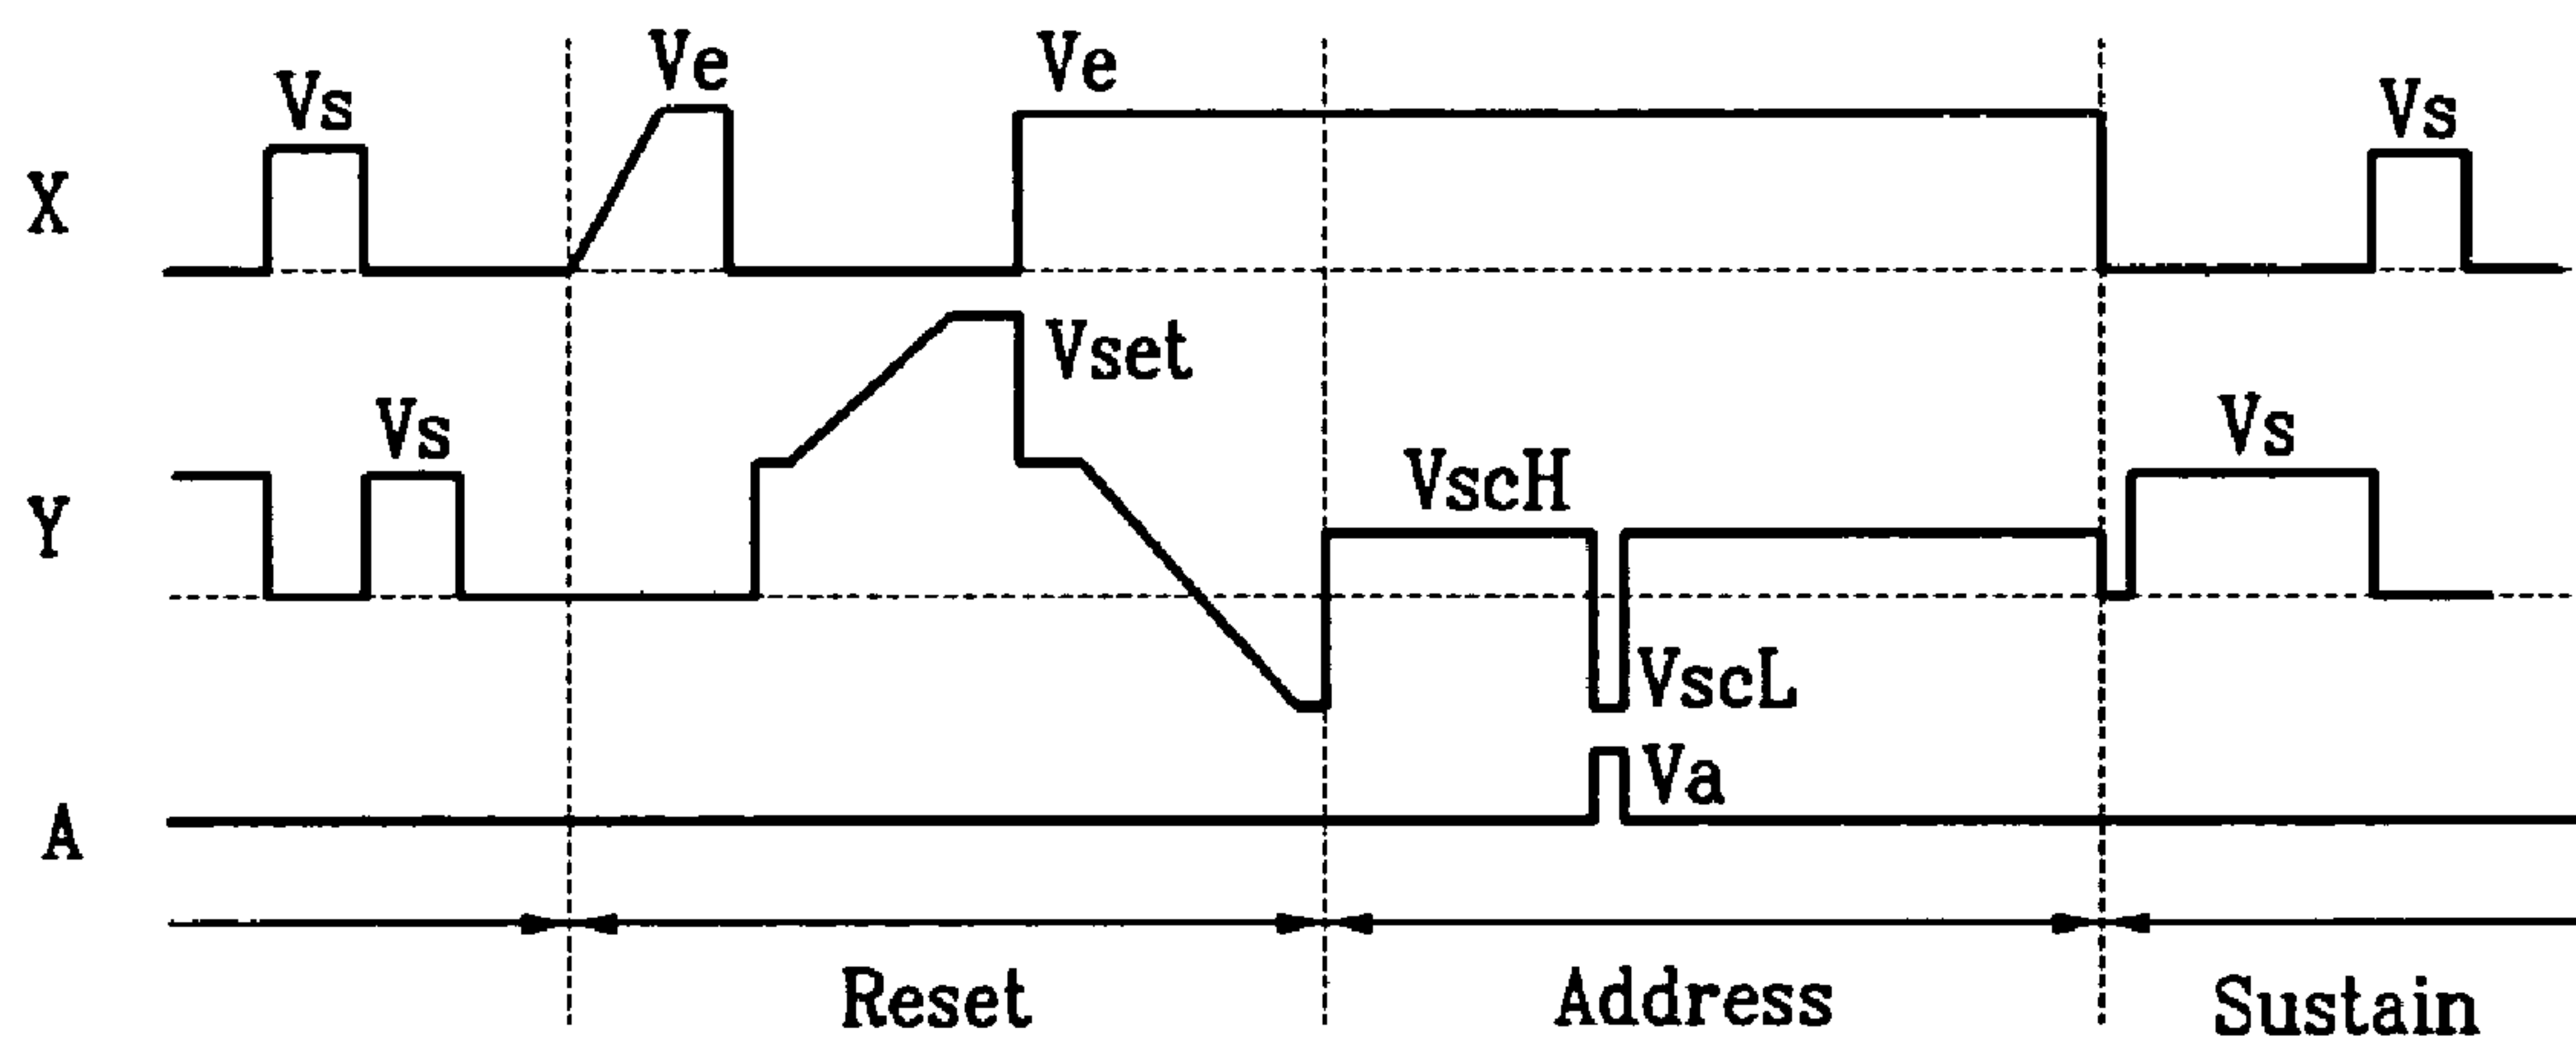 Ve Ve
Vs Vs
X
Vset
Vs Vs
VscH
Y
VscL
Va
A
Reset Address Sustain